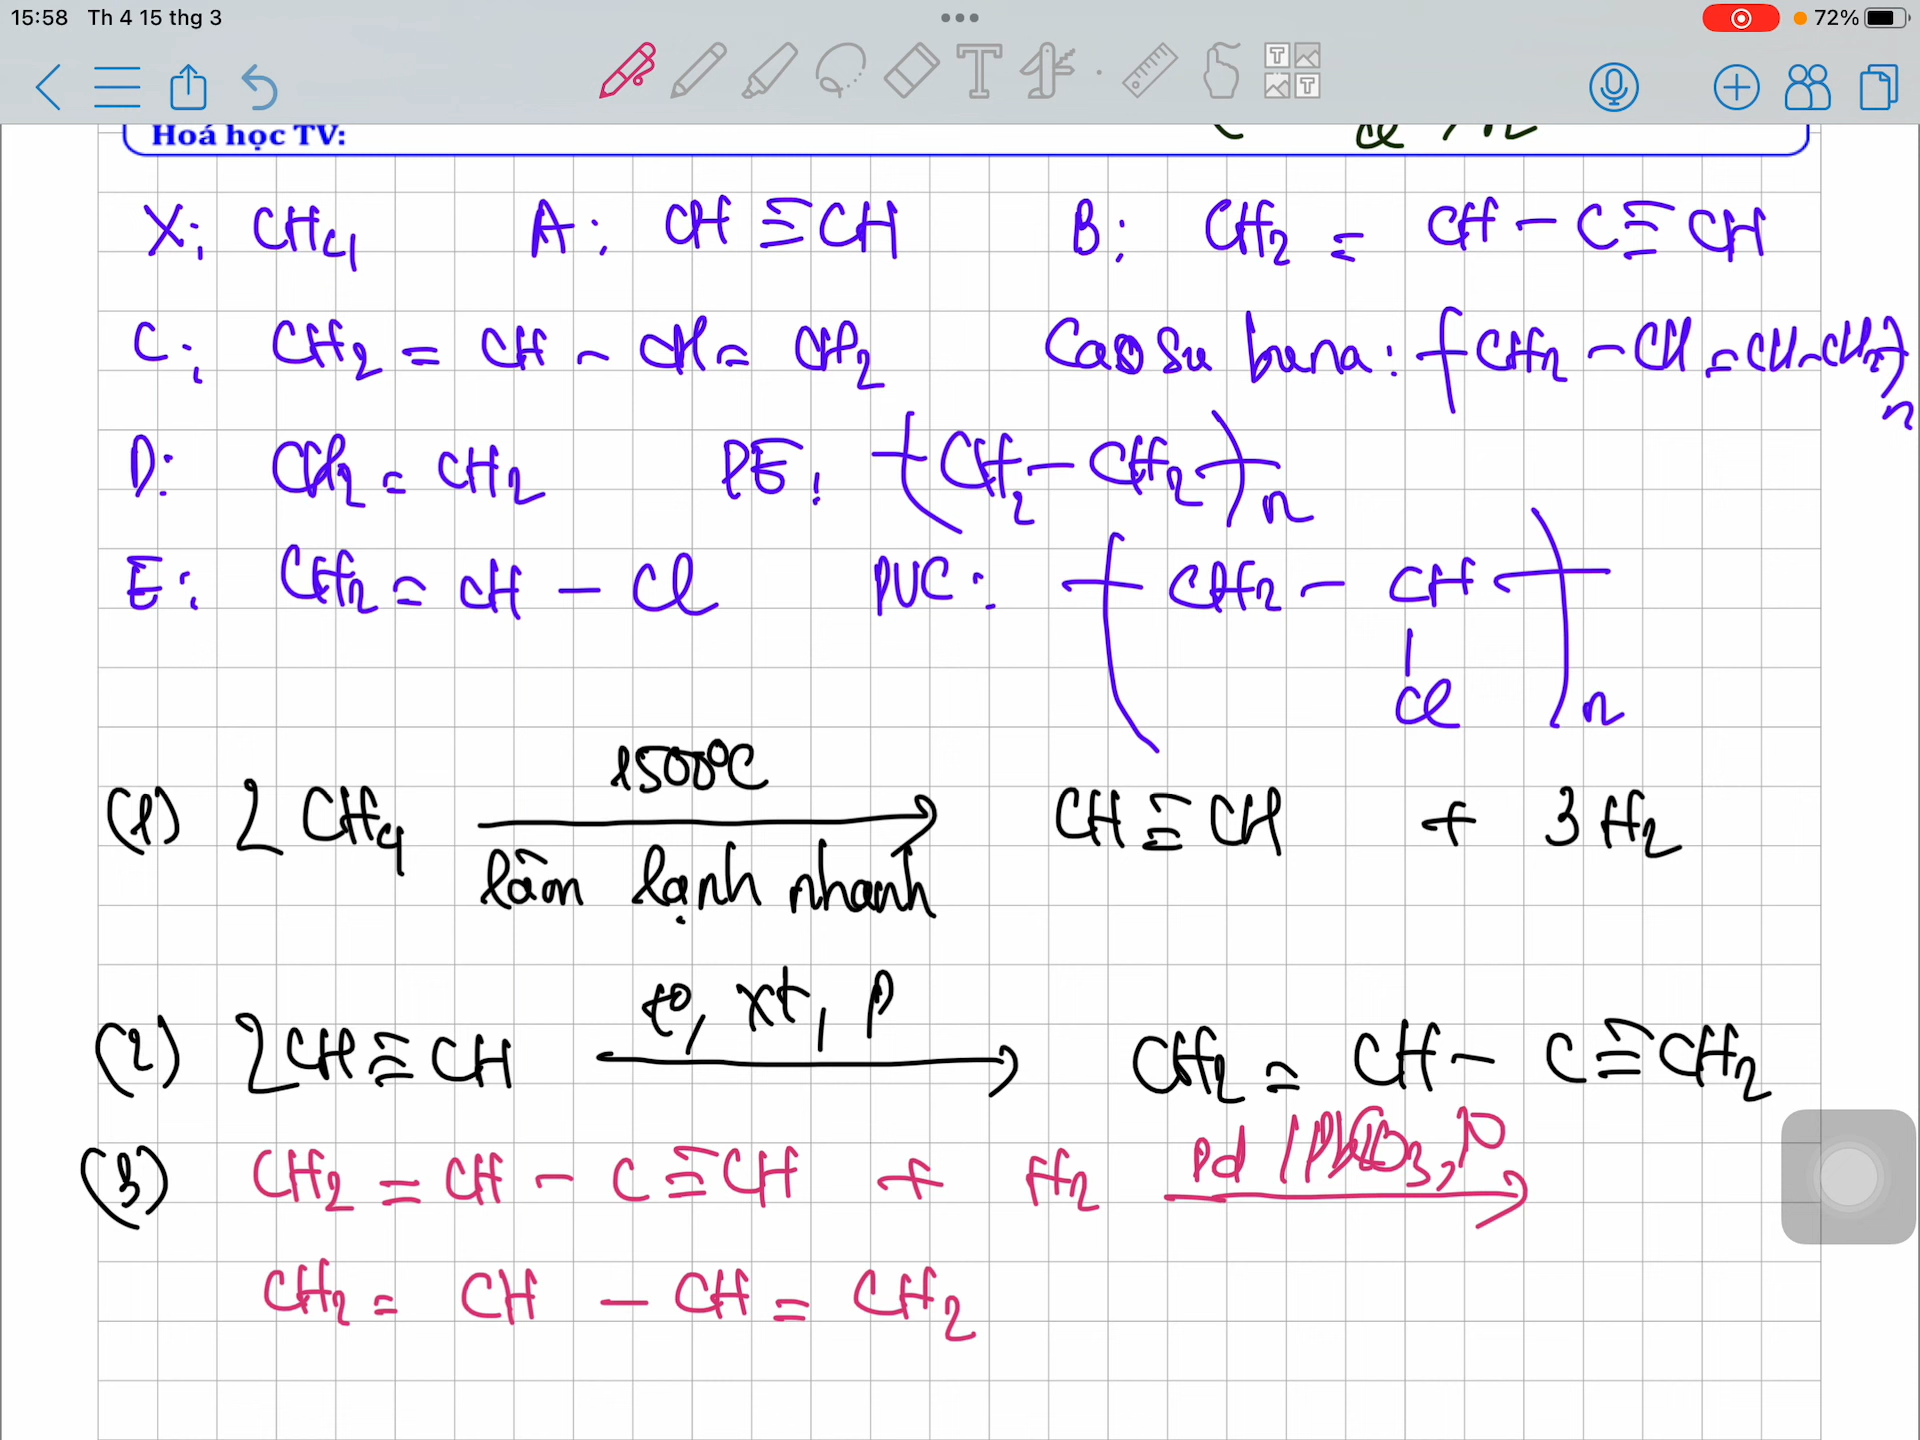 15:58 Th 4 15 thg 3 72%
Hoá học TV:
X: CH4 A: CH≡CH B: CH2 = CH – C≡CH
C: CH2 = CH – CH = CH2 Cao su buna: (CH2 – CH = CH – CH2)n
D: CH2 = CH2 PE: (CH2 – CH2)n
E: CH2 = CH – Cl PVC: (CH2 – CH)n
Cl
1500°C
(1) 2 CH4 → CH≡CH + 3H2
làm lạnh nhanh
t°, xt, p
(2) 2CH≡CH → CH2 = CH – C≡CH2
Pd/PbCO3, t°
(3) CH2 = CH – C≡CH + H2 →
CH2 = CH – CH = CH2